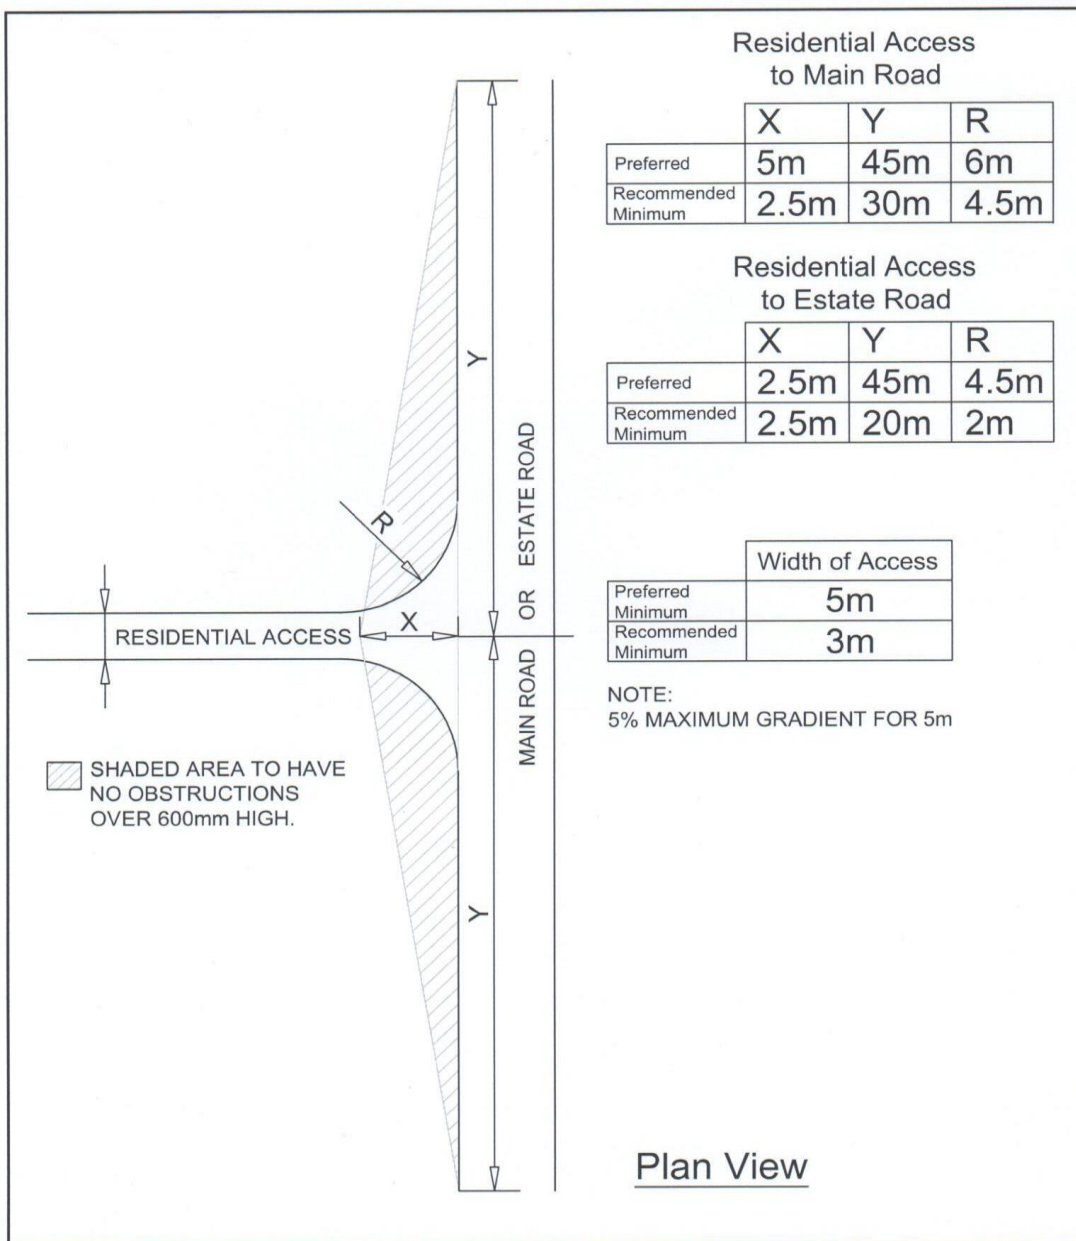 Residential Access
to Main Road
X Y R
Preferred 5m 45m 6m
Recommended
Minimum 2.5m 30m 4.5m
Residential Access
to Estate Road
X Y R
Preferred 2.5m 45m 4.5m
Recommended
Minimum 2.5m 20m 2m
Width of Access
Preferred
Minimum 5m
Recommended
Minimum 3m
NOTE:
5% MAXIMUM GRADIENT FOR 5m
Y
R
X
RESIDENTIAL ACCESS
MAIN ROAD OR ESTATE ROAD
Y
SHADED AREA TO HAVE
NO OBSTRUCTIONS
OVER 600mm HIGH.
Plan View